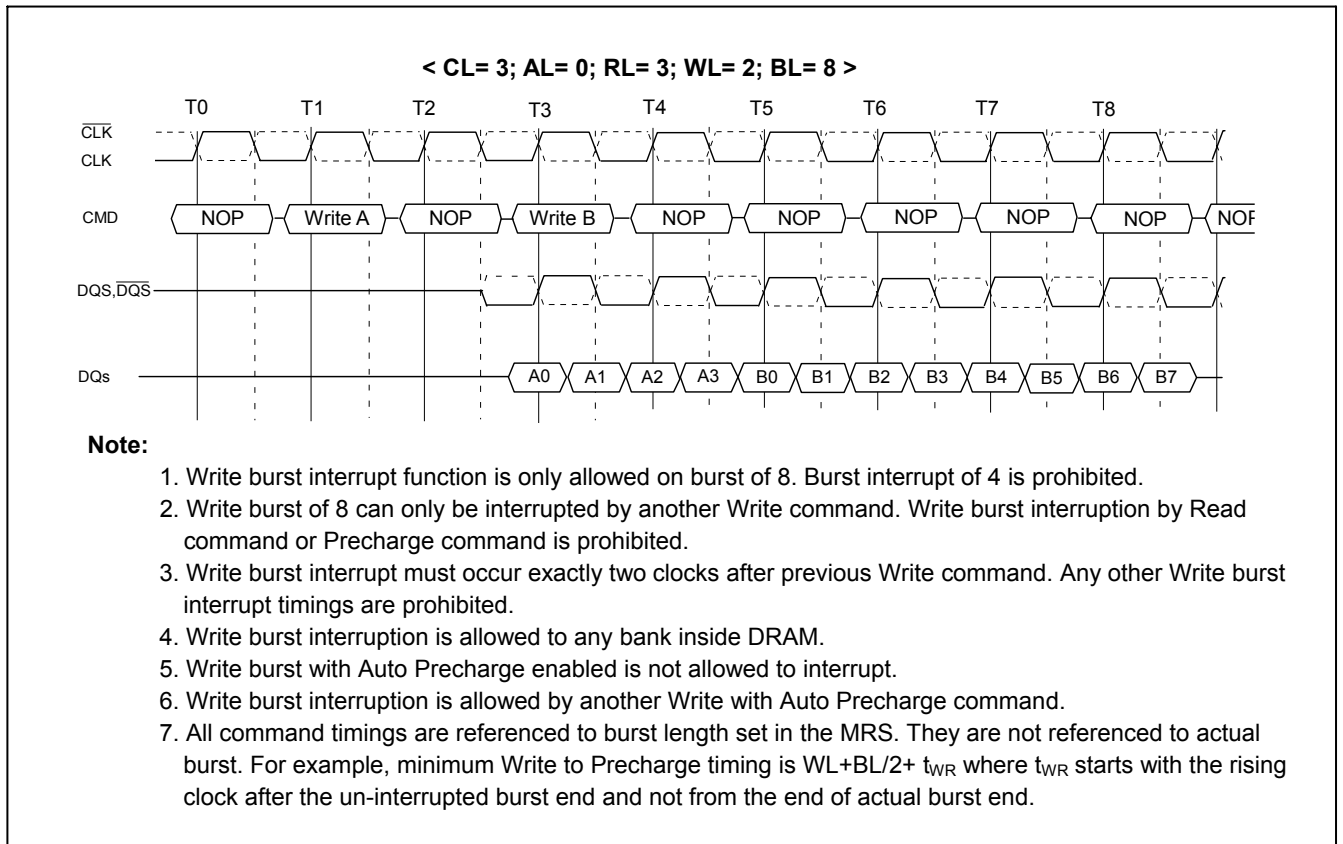 < CL= 3; AL= 0; RL= 3; WL= 2; BL= 8 >
T0 T1 T2 T3 T4 T5 T6 T7 T8
CLK
CLK
CMD NOP Write A NOP Write B NOP NOP NOP NOP NOP NOP
DQS,DQS
DQs A0 A1 A2 A3 B0 B1 B2 B3 B4 B5 B6 B7
Note:
1. Write burst interrupt function is only allowed on burst of 8. Burst interrupt of 4 is prohibited.
2. Write burst of 8 can only be interrupted by another Write command. Write burst interruption by Read
command or Precharge command is prohibited.
3. Write burst interrupt must occur exactly two clocks after previous Write command. Any other Write burst
interrupt timings are prohibited.
4. Write burst interruption is allowed to any bank inside DRAM.
5. Write burst with Auto Precharge enabled is not allowed to interrupt.
6. Write burst interruption is allowed by another Write with Auto Precharge command.
7. All command timings are referenced to burst length set in the MRS. They are not referenced to actual
burst. For example, minimum Write to Precharge timing is WL+BL/2+ tWR where tWR starts with the rising
clock after the un-interrupted burst end and not from the end of actual burst end.